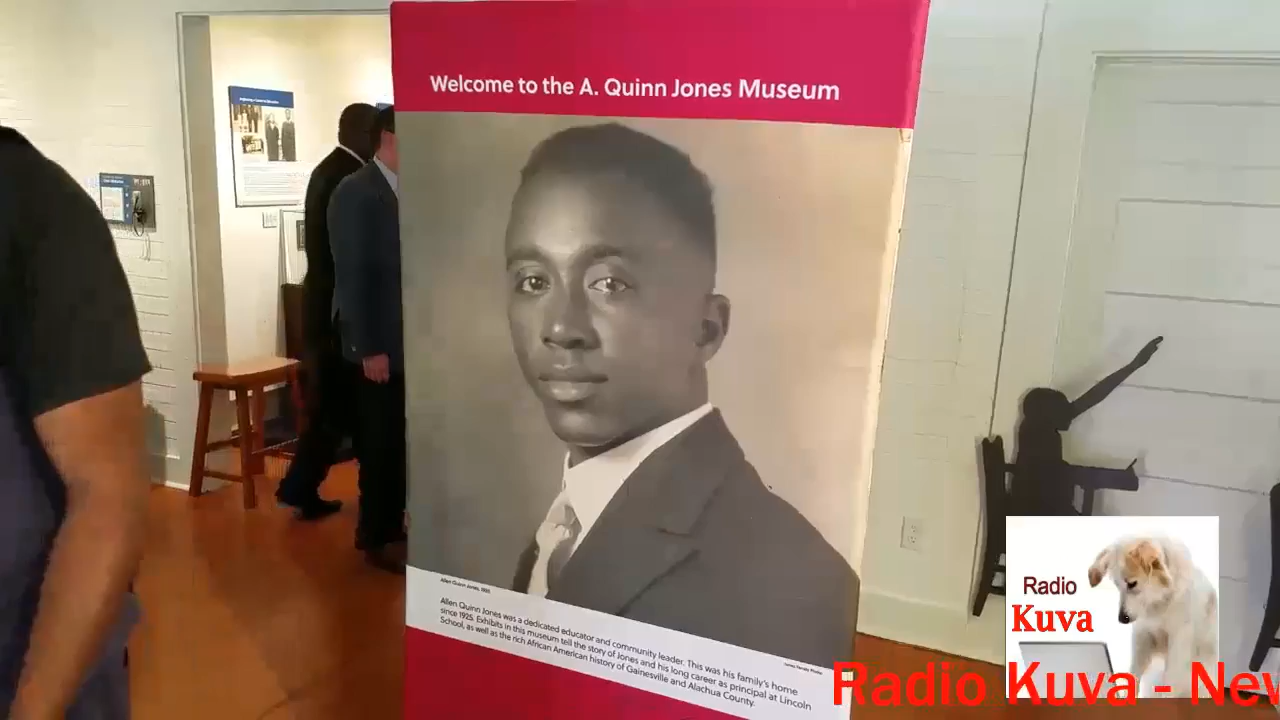 Welcome to the A. Quinn Jones Museum
Allen Quinn Jones was a dedicated educator and community leader. This was his family's home
since 1925. Exhibits in this museum tell the story of Jones and his long career as principal at Lincoln
School, as well as the rich African American history of Gainesville and Alachua County.
Radio
Kuva
Radio Kuva - New